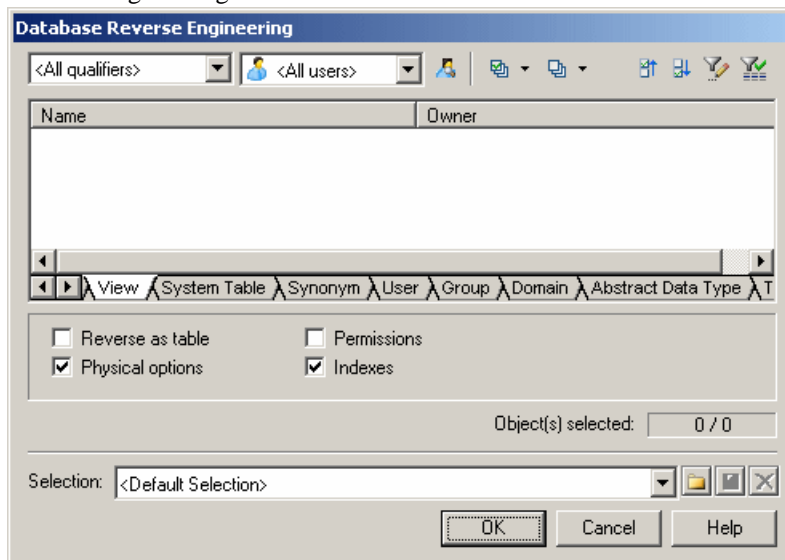 Database Reverse Engineering
<All qualifiers> <All users>
Name Owner
View System Table Synonym User Group Domain Abstract Data Type T
Reverse as table Permissions
Physical options Indexes
Object(s) selected: 0 / 0
Selection: <Default Selection>
OK Cancel Help